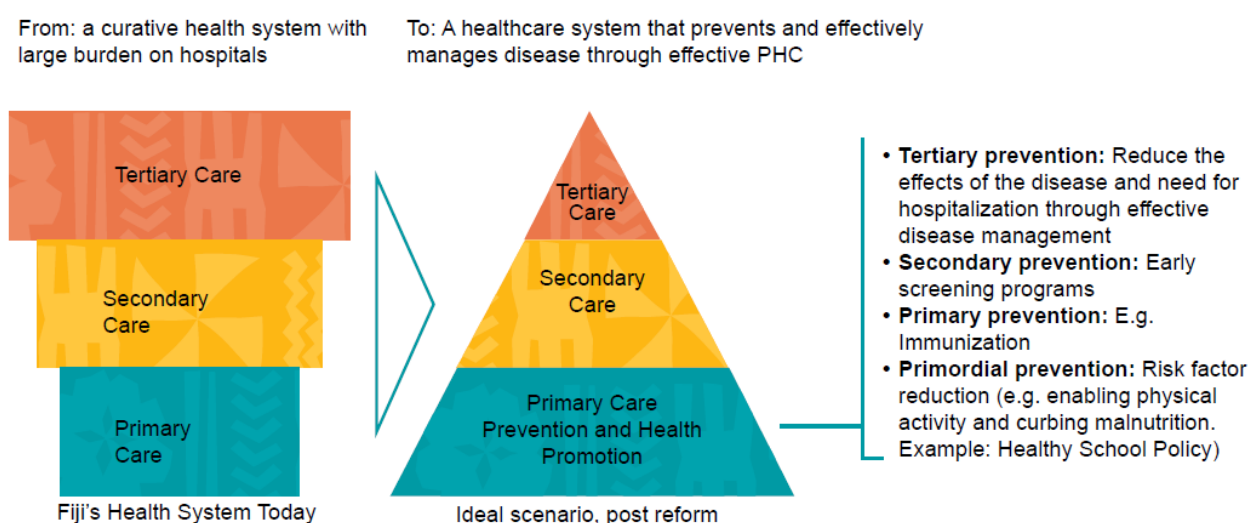 From: a curative health system with
large burden on hospitals
To: A healthcare system that prevents and effectively
manages disease through effective PHC
Tertiary Care
Secondary
Care
Primary
Care
Fiji's Health System Today
Tertiary
Care
Secondary
Care
Primary Care
Prevention and Health
Promotion
Ideal scenario, post reform
• Tertiary prevention: Reduce the
effects of the disease and need for
hospitalization through effective
disease management
• Secondary prevention: Early
screening programs
• Primary prevention: E.g.
Immunization
• Primordial prevention: Risk factor
reduction (e.g. enabling physical
activity and curbing malnutrition.
Example: Healthy School Policy)